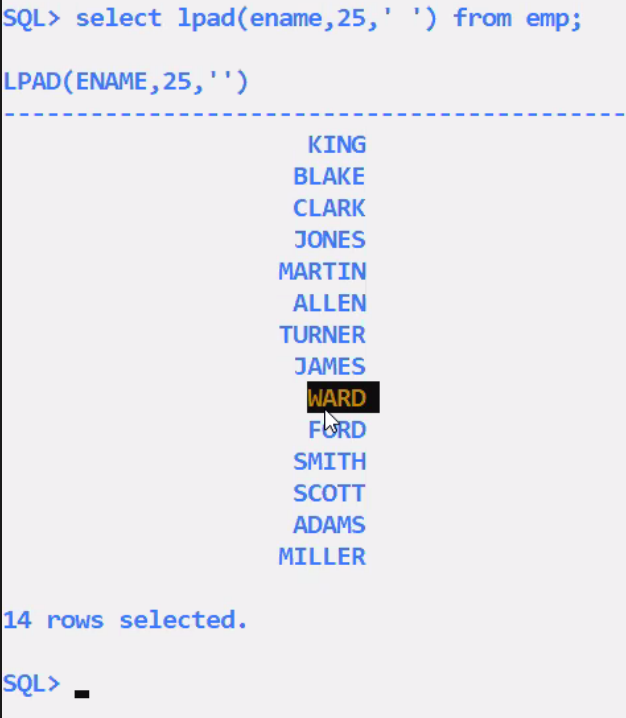 SQL> select lpad(ename,25,' ') from emp;
LPAD(ENAME,25,'')
-------------------------------------------
KING
BLAKE
CLARK
JONES
MARTIN
ALLEN
TURNER
JAMES
WARD
FORD
SMITH
SCOTT
ADAMS
MILLER
14 rows selected.
SQL>